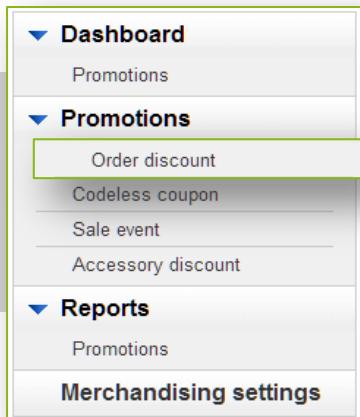 Dashboard
Promotions
Promotions
Order discount
Codeless coupon
Sale event
Accessory discount
Reports
Promotions
Merchandising settings